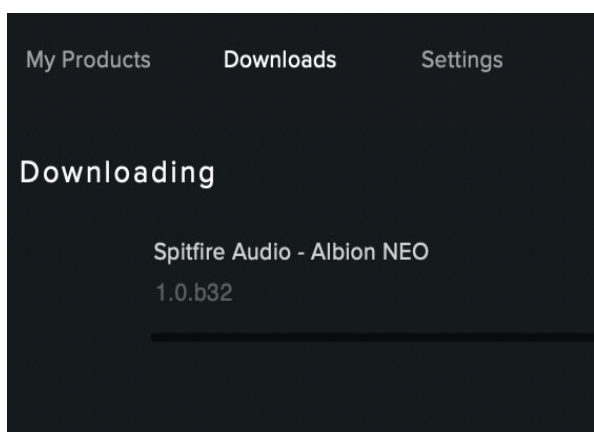 My Products Downloads Settings
Downloading
Spitfire Audio - Albion NEO
1.0.b32